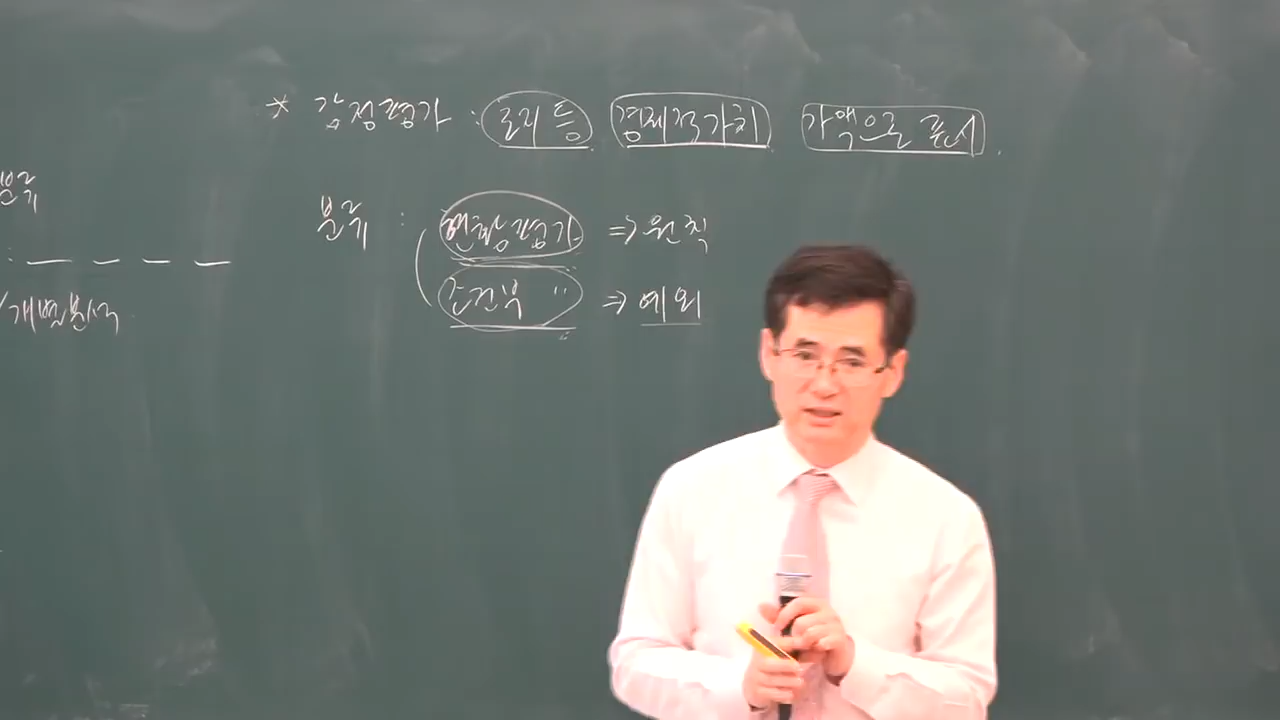 * 감정평가 : 토지 등 경제적가치 가액으로 표시.
분류
분류 : 현황평가 ⇒ 원칙
: — — — —
조건부 〃 ⇒ 예외
/개별분석